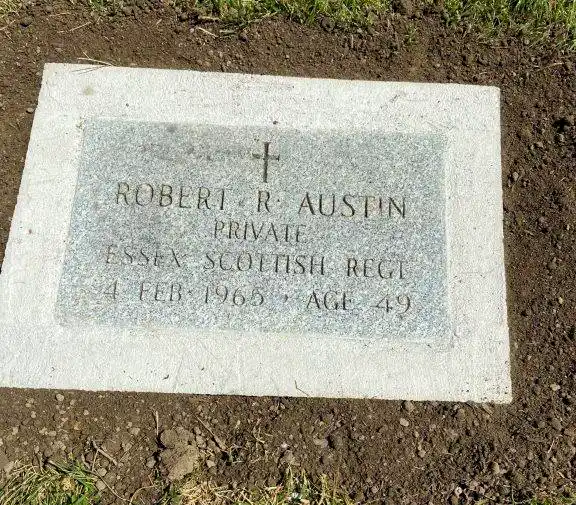 ROBERT · R · AUSTIN
PRIVATE
ESSEX SCOTTISH REGT
4 FEB · 1965 · AGE 49